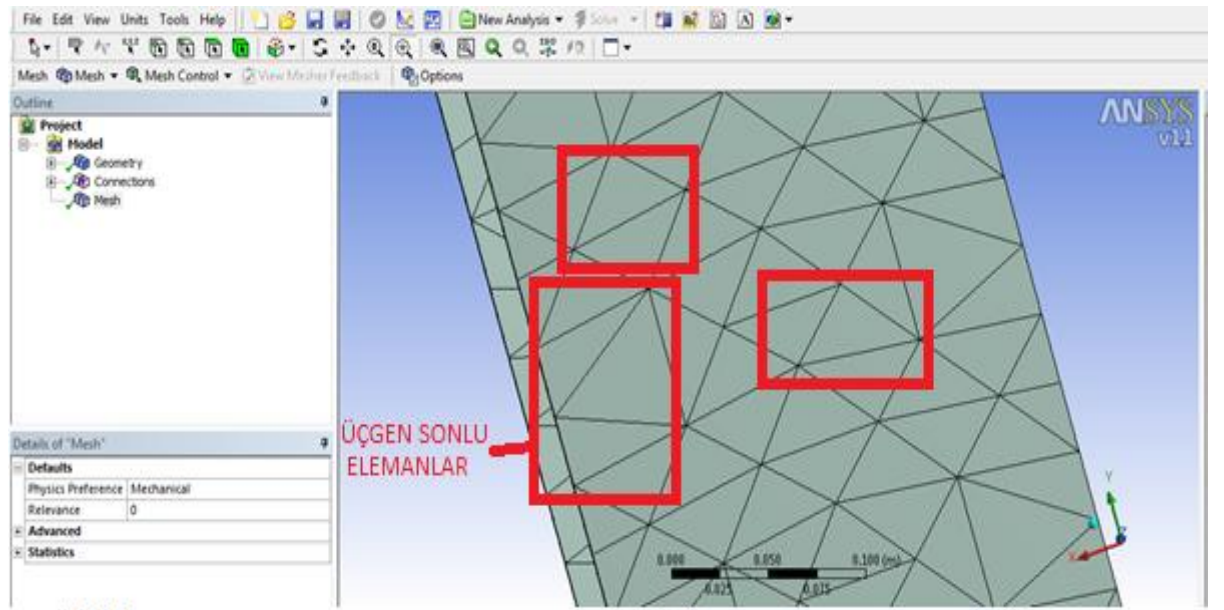 File Edit View Units Tools Help New Analysis Solve
Mesh Mesh Mesh Control View Mesher Feedback Options
Outline
Project
Model
Geometry
Connections
Mesh
Details of "Mesh"
Defaults
Physics Preference Mechanical
Relevance 0
Advanced
Statistics
ANSYS
v11
ÜÇGEN SONLU
ELEMANLAR
0.000 0.050 0.100 (m)
0.025 0.075
Y
X